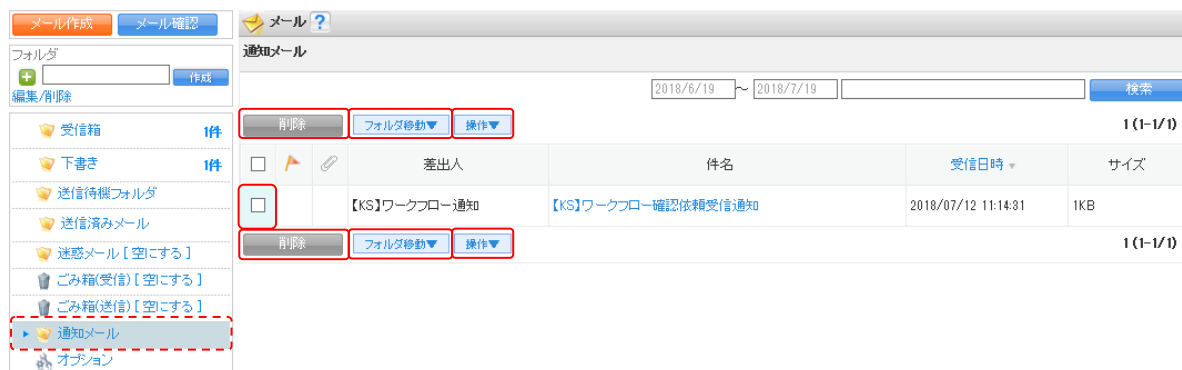 メール作成 メール確認
フォルダ
作成
編集/削除
受信箱 1件
下書き 1件
送信待機フォルダ
送信済みメール
迷惑メール [ 空にする ]
ごみ箱(受信) [ 空にする ]
ごみ箱(送信) [ 空にする ]
通知メール
オプション
メール ?
通知メール
2018/6/19 ～ 2018/7/19 検索
削除 フォルダ移動▼ 操作▼ 1 (1-1/1)
差出人 件名 受信日時 ▼ サイズ
【KS】ワークフロー通知 【KS】ワークフロー確認依頼受信通知 2018/07/12 11:14:31 1KB
削除 フォルダ移動▼ 操作▼ 1 (1-1/1)